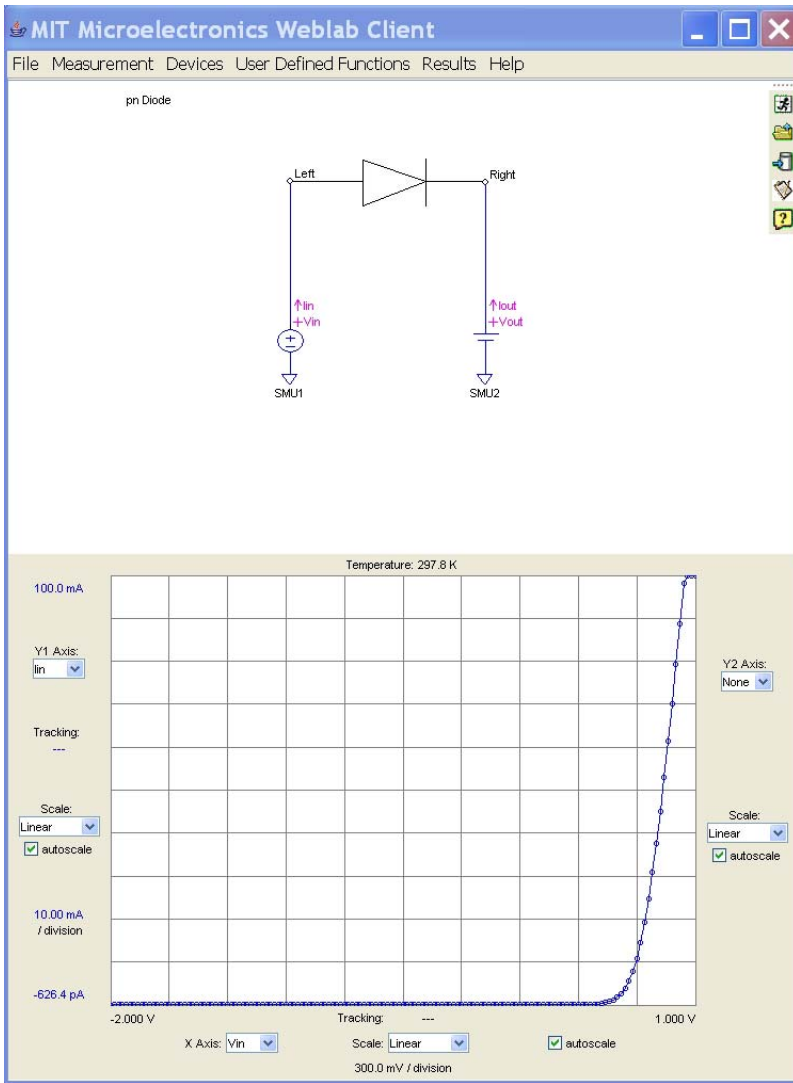 MIT Microelectronics Weblab Client
File Measurement Devices User Defined Functions Results Help
pn Diode
Left
Right
↑Iin
+Vin
↑Iout
+Vout
SMU1
SMU2
Temperature: 297.8 K
100.0 mA
Y1 Axis:
Iin
Y2 Axis:
None
Tracking:
---
Scale:
Linear
autoscale
Scale:
Linear
autoscale
10.00 mA
/ division
-626.4 pA
-2.000 V
Tracking: ---
1.000 V
X Axis: Vin
Scale: Linear
autoscale
300.0 mV / division